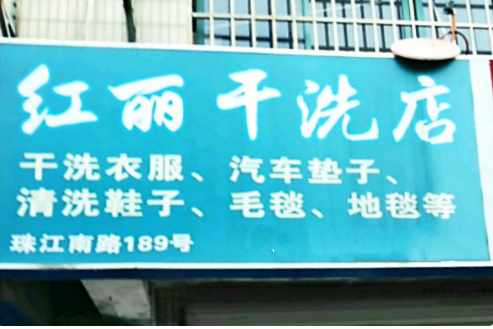 红丽干洗店
干洗衣服、汽车垫子、
清洗鞋子、毛毯、地毯等
珠江南路189号